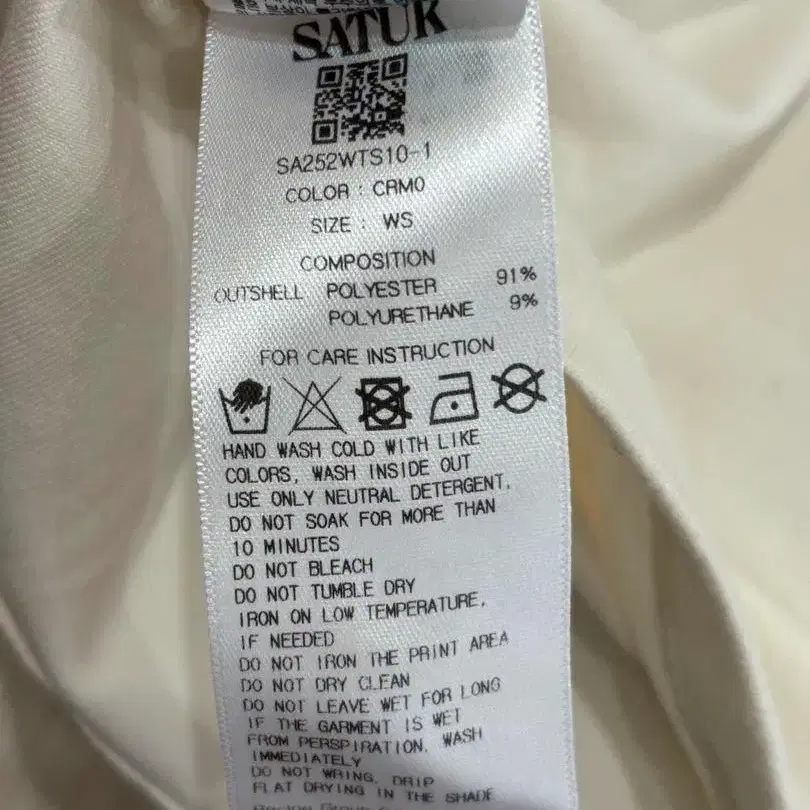 SATUR
SA252WTS10-1
COLOR : CRM0
SIZE : WS
COMPOSITION
OUTSHELL POLYESTER 91%
POLYURETHANE 9%
FOR CARE INSTRUCTION
HAND WASH COLD WITH LIKE
COLORS, WASH INSIDE OUT
USE ONLY NEUTRAL DETERGENT,
DO NOT SOAK FOR MORE THAN
10 MINUTES
DO NOT BLEACH
DO NOT TUMBLE DRY
IRON ON LOW TEMPERATURE,
IF NEEDED
DO NOT IRON THE PRINT AREA
DO NOT DRY CLEAN
DO NOT LEAVE WET FOR LONG
IF THE GARMENT IS WET
FROM PERSPIRATION, WASH
IMMEDIATELY
DO NOT WRING, DRIP
FLAT DRYING IN THE SHADE